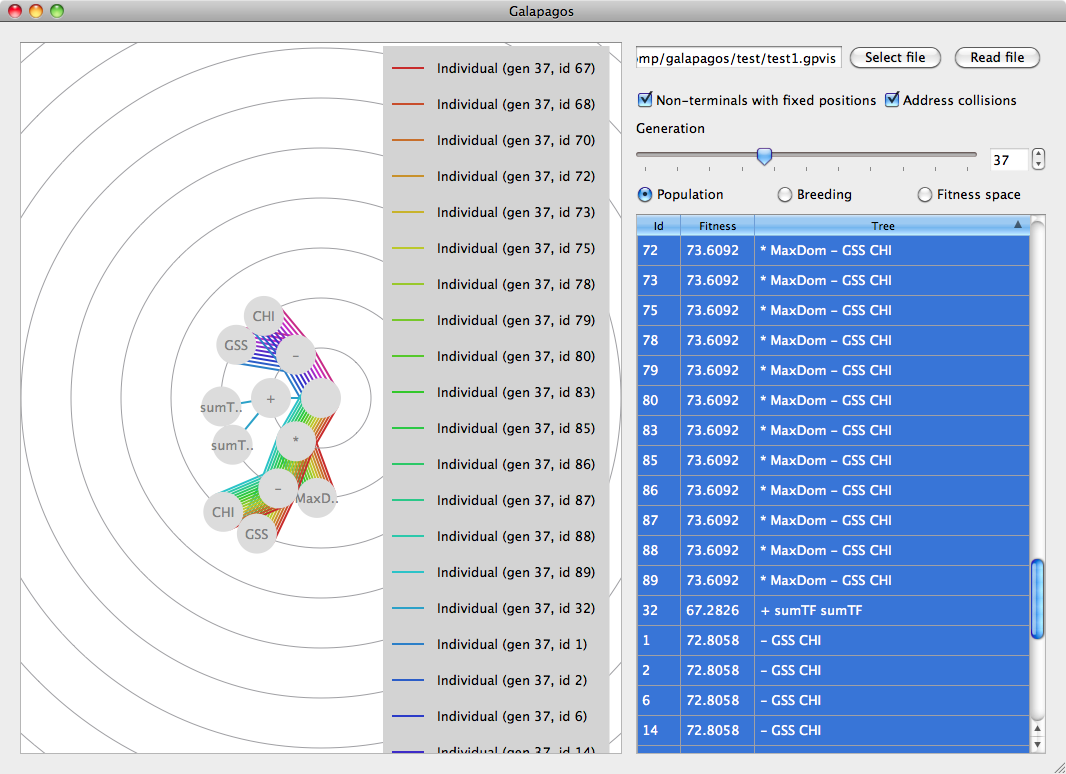 Galapagos
Individual (gen 37, id 67)
Individual (gen 37, id 68)
Individual (gen 37, id 70)
Individual (gen 37, id 72)
Individual (gen 37, id 73)
Individual (gen 37, id 75)
Individual (gen 37, id 78)
Individual (gen 37, id 79)
Individual (gen 37, id 80)
Individual (gen 37, id 83)
Individual (gen 37, id 85)
Individual (gen 37, id 86)
Individual (gen 37, id 87)
Individual (gen 37, id 88)
Individual (gen 37, id 89)
Individual (gen 37, id 32)
Individual (gen 37, id 1)
Individual (gen 37, id 2)
Individual (gen 37, id 6)
Individual (gen 37, id 14)
CHI
GSS
-
sumT..
+
sumT..
*
-
MaxD..
CHI
GSS
mp/galapagos/test/test1.gpvis Select file Read file
Non-terminals with fixed positions Address collisions
Generation
37
Population Breeding Fitness space
Id Fitness Tree
72 73.6092 * MaxDom - GSS CHI
73 73.6092 * MaxDom - GSS CHI
75 73.6092 * MaxDom - GSS CHI
78 73.6092 * MaxDom - GSS CHI
79 73.6092 * MaxDom - GSS CHI
80 73.6092 * MaxDom - GSS CHI
83 73.6092 * MaxDom - GSS CHI
85 73.6092 * MaxDom - GSS CHI
86 73.6092 * MaxDom - GSS CHI
87 73.6092 * MaxDom - GSS CHI
88 73.6092 * MaxDom - GSS CHI
89 73.6092 * MaxDom - GSS CHI
32 67.2826 + sumTF sumTF
1 72.8058 - GSS CHI
2 72.8058 - GSS CHI
6 72.8058 - GSS CHI
14 72.8058 - GSS CHI